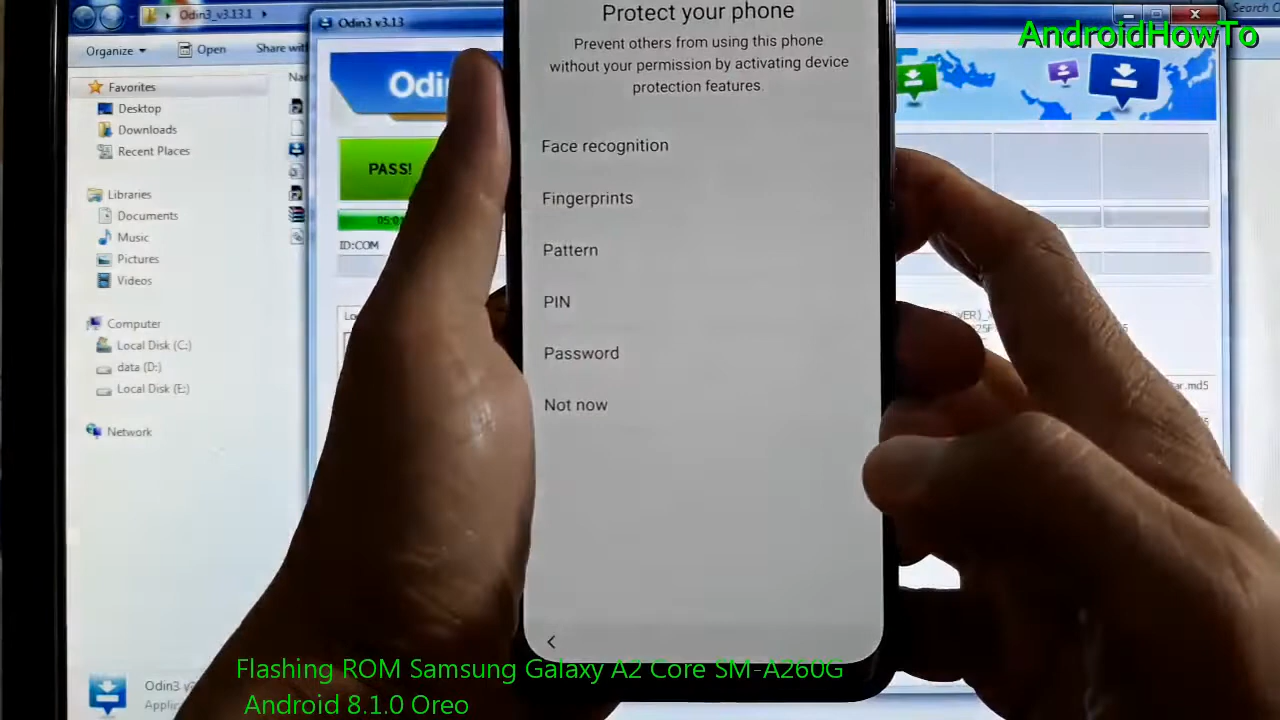 Odin3_v3.13.1
Odin3 v3.13
Search
AndroidHowTo
Organize
Open
Share with
Favorites
Desktop
Downloads
Recent Places
Libraries
Documents
Music
Pictures
Videos
Computer
Local Disk (C:)
data (D:)
Local Disk (E:)
Network
PASS!
ID:COM
Protect your phone
Prevent others from using this phone
without your permission by activating device
protection features.
Face recognition
Fingerprints
Pattern
PIN
Password
Not now
Flashing ROM Samsung Galaxy A2 Core SM-A260G
Android 8.1.0 Oreo